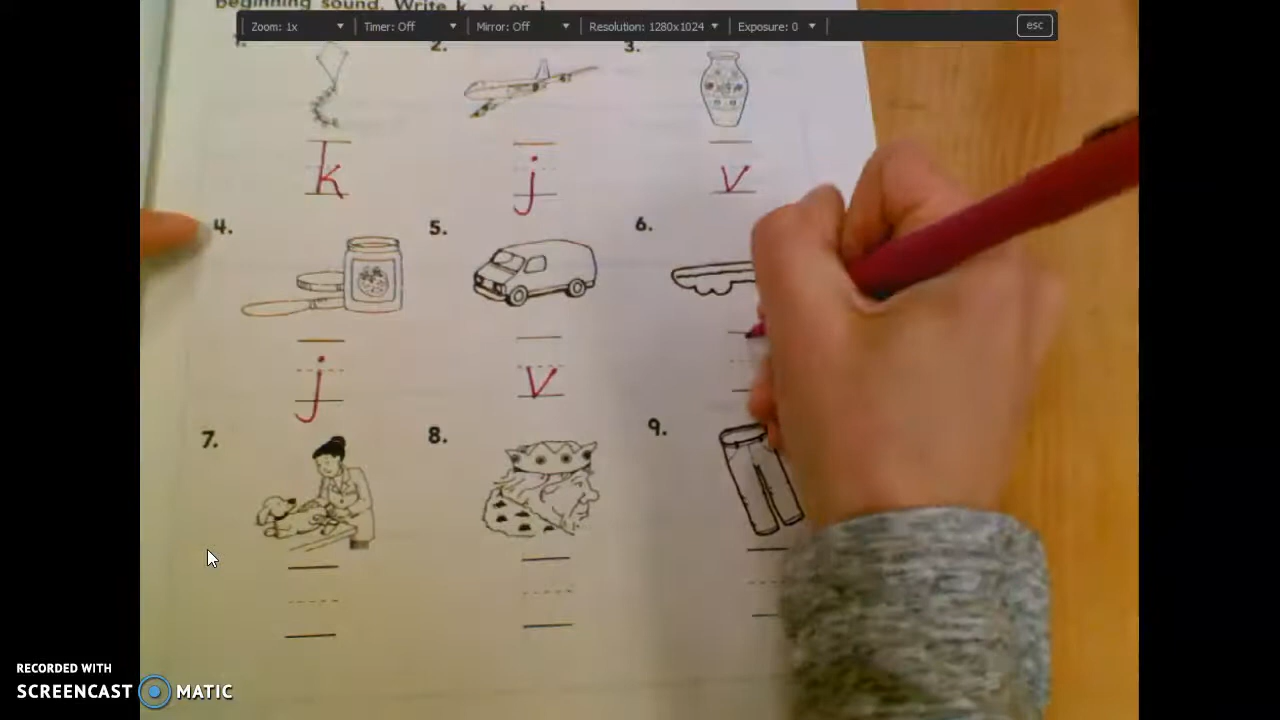 beginning sound. Write k, v, or j.
Zoom: 1x Timer: Off Mirror: Off Resolution: 1280x1024 Exposure: 0 esc
1. 2. 3.
k j v
4. 5. 6.
j v
7. 8. 9.
RECORDED WITH
SCREENCAST MATIC